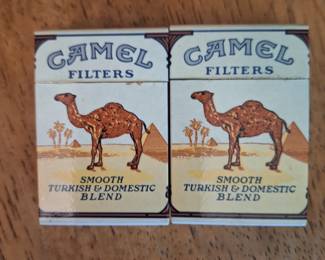 CAMEL
FILTERS
SMOOTH
TURKISH & DOMESTIC
BLEND
CAMEL
FILTERS
SMOOTH
TURKISH & DOMESTIC
BLEND